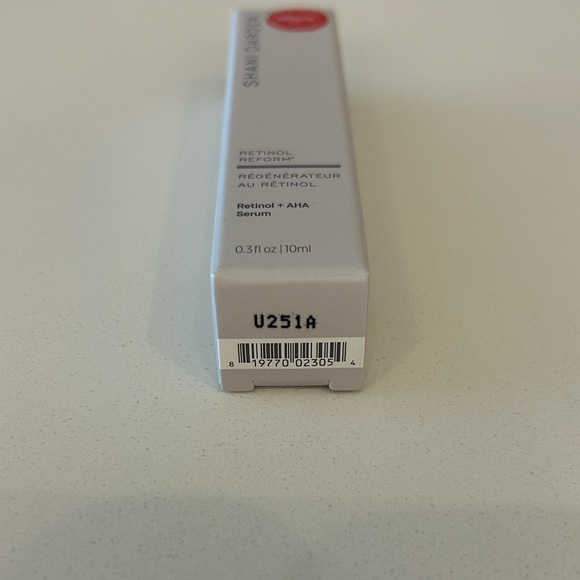 SHANI DARDEN
RETINOL
REFORM®
RÉGÉNÉRATEUR
AU RÉTINOL
Retinol + AHA
Serum
0.3fl oz | 10ml
U251A
8 19770 02305 4